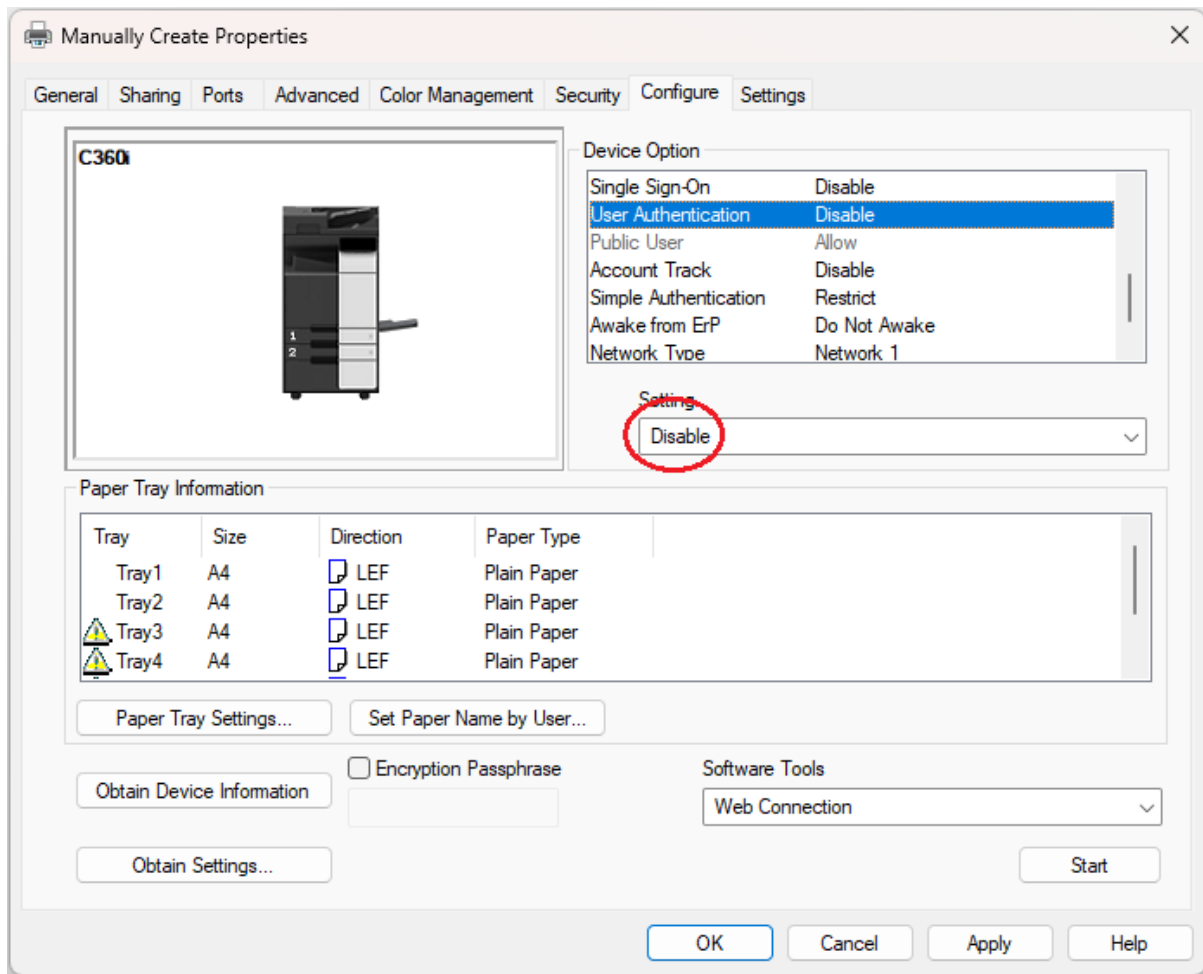 Manually Create Properties
General Sharing Ports Advanced Color Management Security Configure Settings
C360i
1
2
Device Option
Single Sign-On Disable
User Authentication Disable
Public User Allow
Account Track Disable
Simple Authentication Restrict
Awake from ErP Do Not Awake
Network Type Network 1
Setting
Disable
Paper Tray Information
Tray Size Direction Paper Type
Tray1 A4 LEF Plain Paper
Tray2 A4 LEF Plain Paper
Tray3 A4 LEF Plain Paper
Tray4 A4 LEF Plain Paper
Paper Tray Settings... Set Paper Name by User...
Obtain Device Information
Encryption Passphrase
Software Tools
Web Connection
Obtain Settings... Start
OK Cancel Apply Help